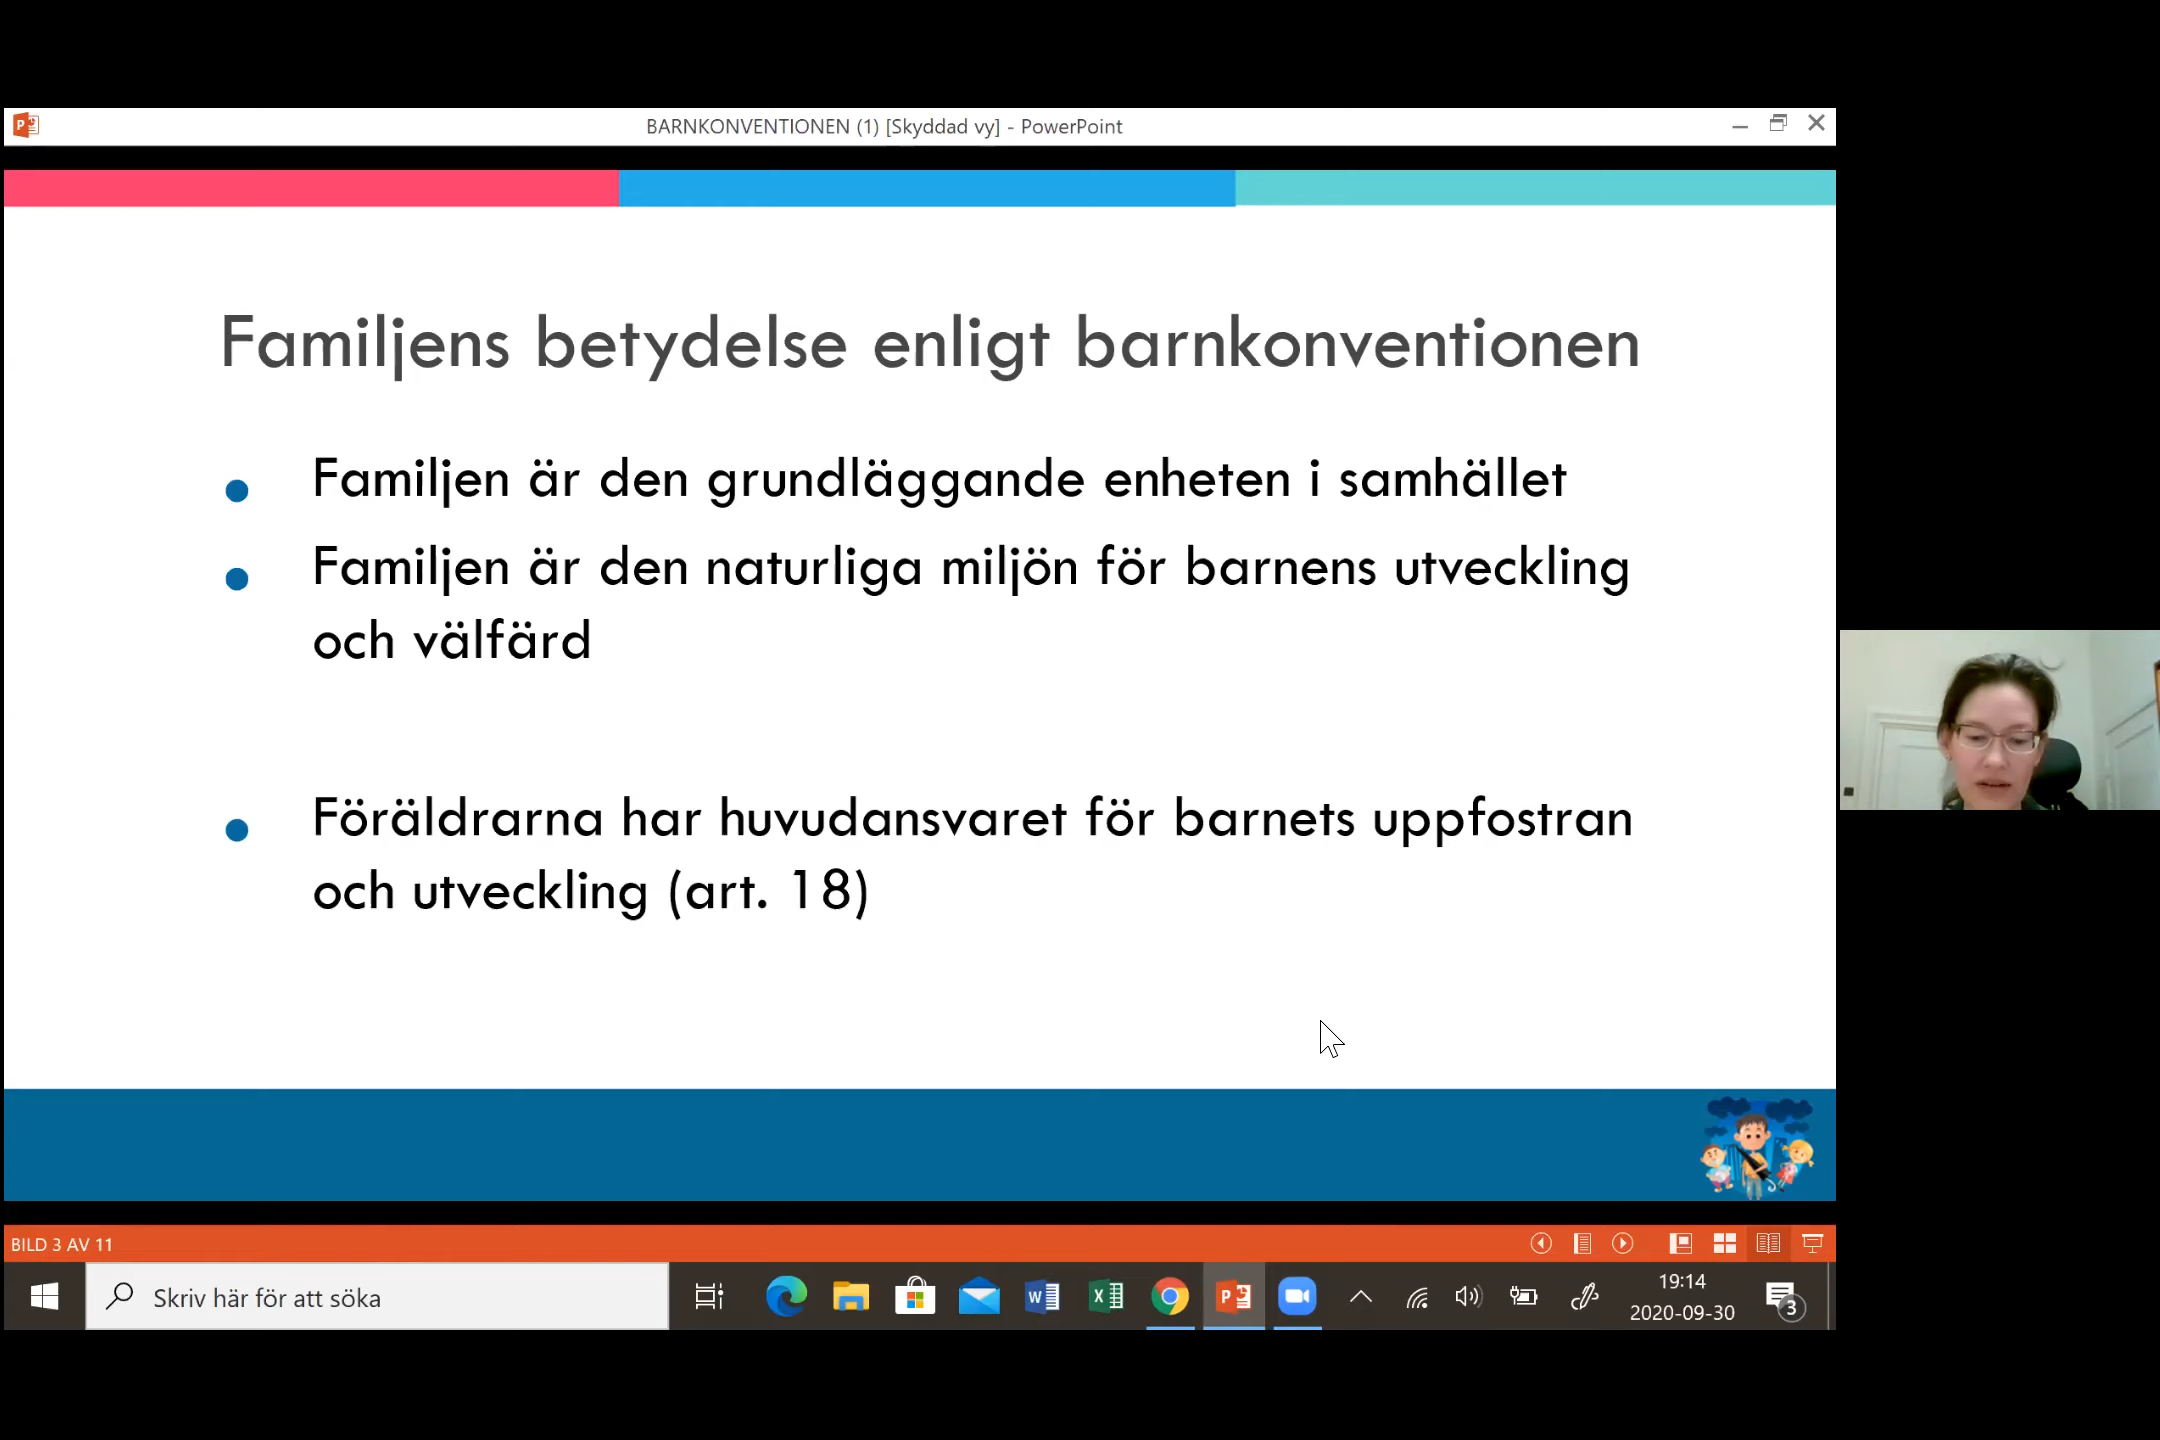 BARNKONVENTIONEN (1) [Skyddad vy] - PowerPoint
Familjens betydelse enligt barnkonventionen
Familjen är den grundläggande enheten i samhället
Familjen är den naturliga miljön för barnens utveckling
och välfärd
Föräldrarna har huvudansvaret för barnets uppfostran
och utveckling (art. 18)
BILD 3 AV 11
Skriv här för att söka
19:14
2020-09-30
3